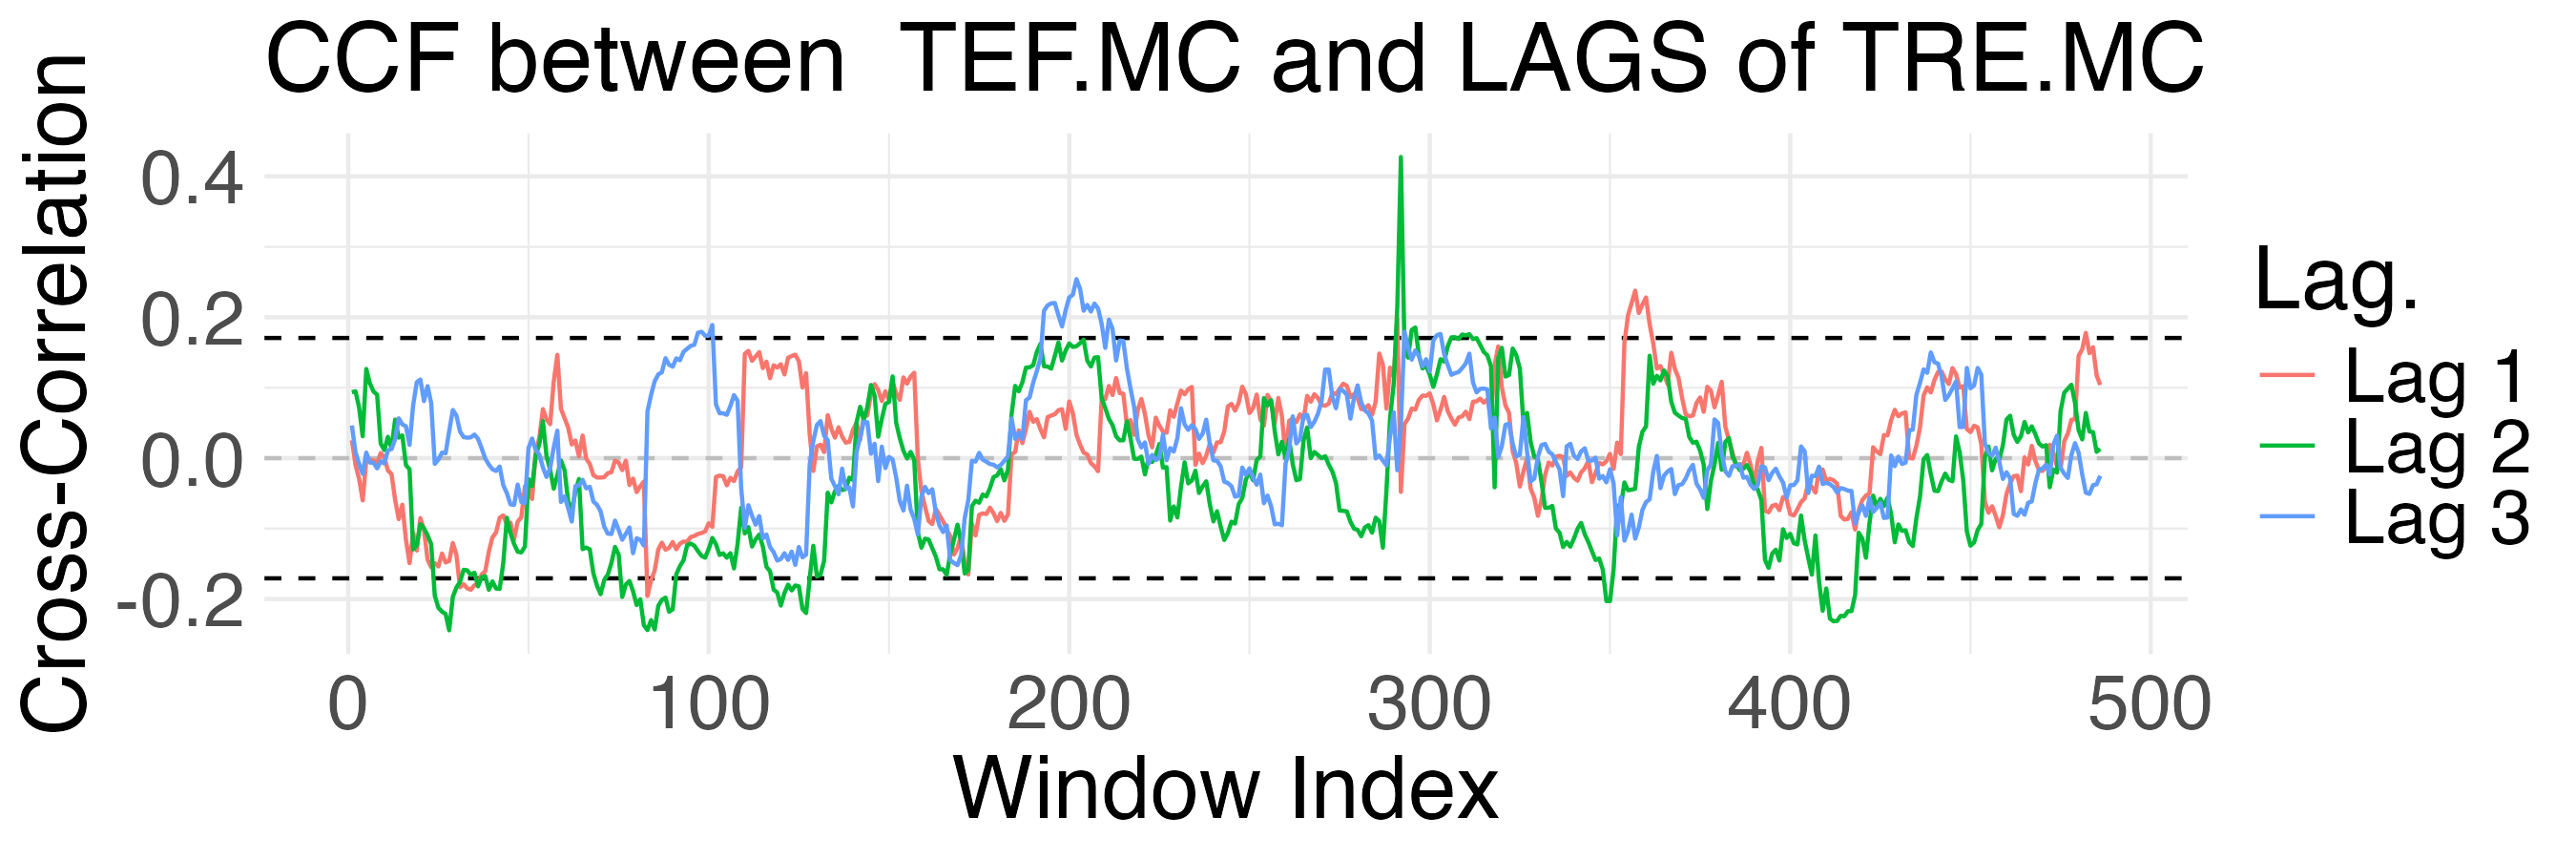 CCF between  TEF.MC and LAGS of TRE.MC
Cross-Correlation
0.4
0.2
0.0
-0.2
0
100
200
300
400
500
Window Index
Lag.
Lag 1
Lag 2
Lag 3